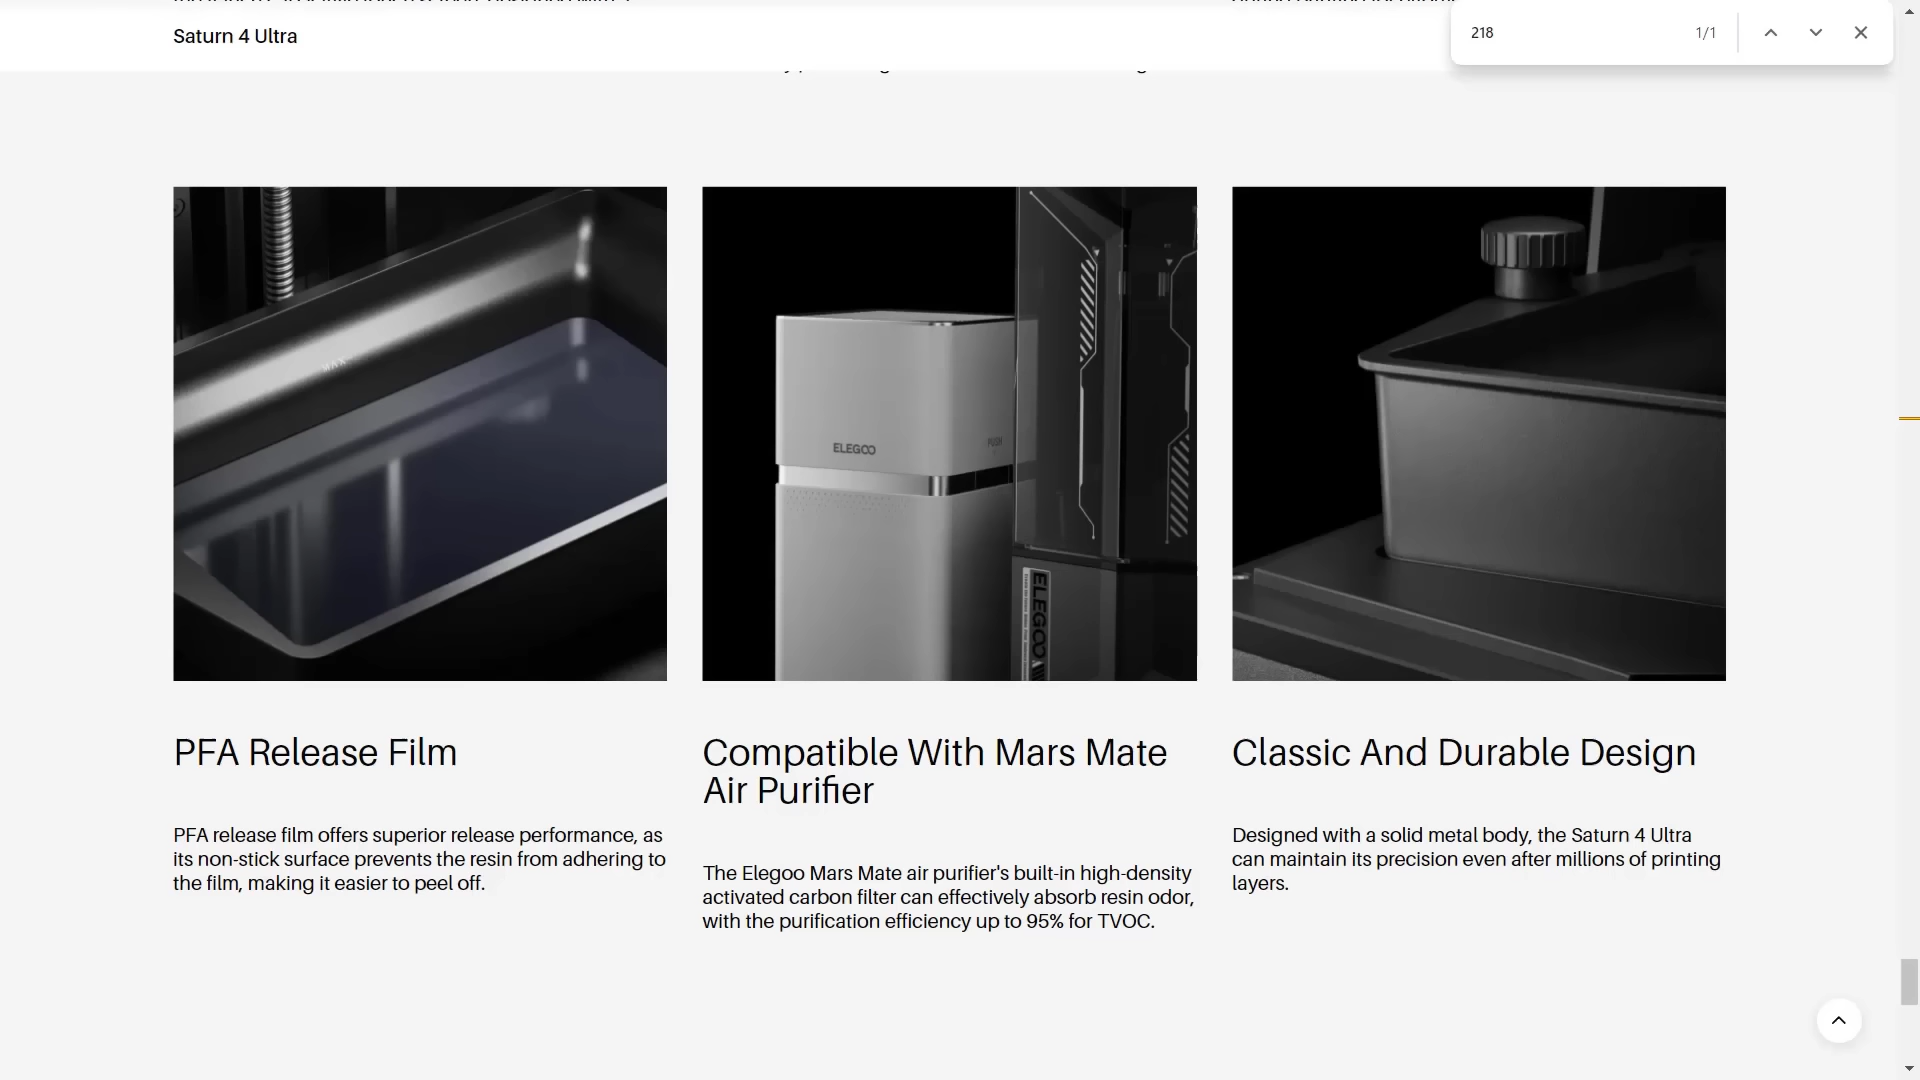 Saturn 4 Ultra
218
1/1
MAX
ELEGOO
PUSH
ELEGOO
PFA Release Film
PFA release film offers superior release performance, as
its non-stick surface prevents the resin from adhering to
the film, making it easier to peel off.
Compatible With Mars Mate
Air Purifier
The Elegoo Mars Mate air purifier's built-in high-density
activated carbon filter can effectively absorb resin odor,
with the purification efficiency up to 95% for TVOC.
Classic And Durable Design
Designed with a solid metal body, the Saturn 4 Ultra
can maintain its precision even after millions of printing
layers.